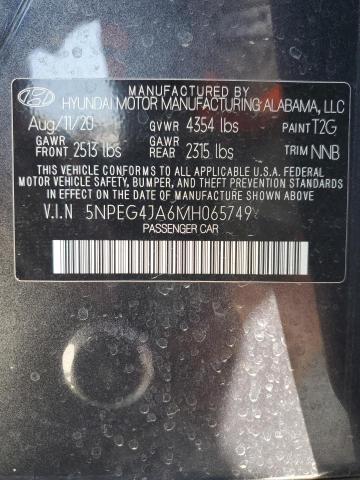 MANUFACTURED BY
HYUNDAI MOTOR MANUFACTURING ALABAMA, LLC
Aug/11/20 GVWR 4354 lbs PAINT T2G
GAWR FRONT 2513 lbs GAWR REAR 2315 lbs TRIM NNB
THIS VEHICLE CONFORMS TO ALL APPLICABLE U.S.A. FEDERAL
MOTOR VEHICLE SAFETY, BUMPER, AND THEFT PREVENTION STANDARDS
IN EFFECT ON THE DATE OF MANUFACTURE SHOWN ABOVE.
V.I.N 5NPEG4JA6MH065749
PASSENGER CAR